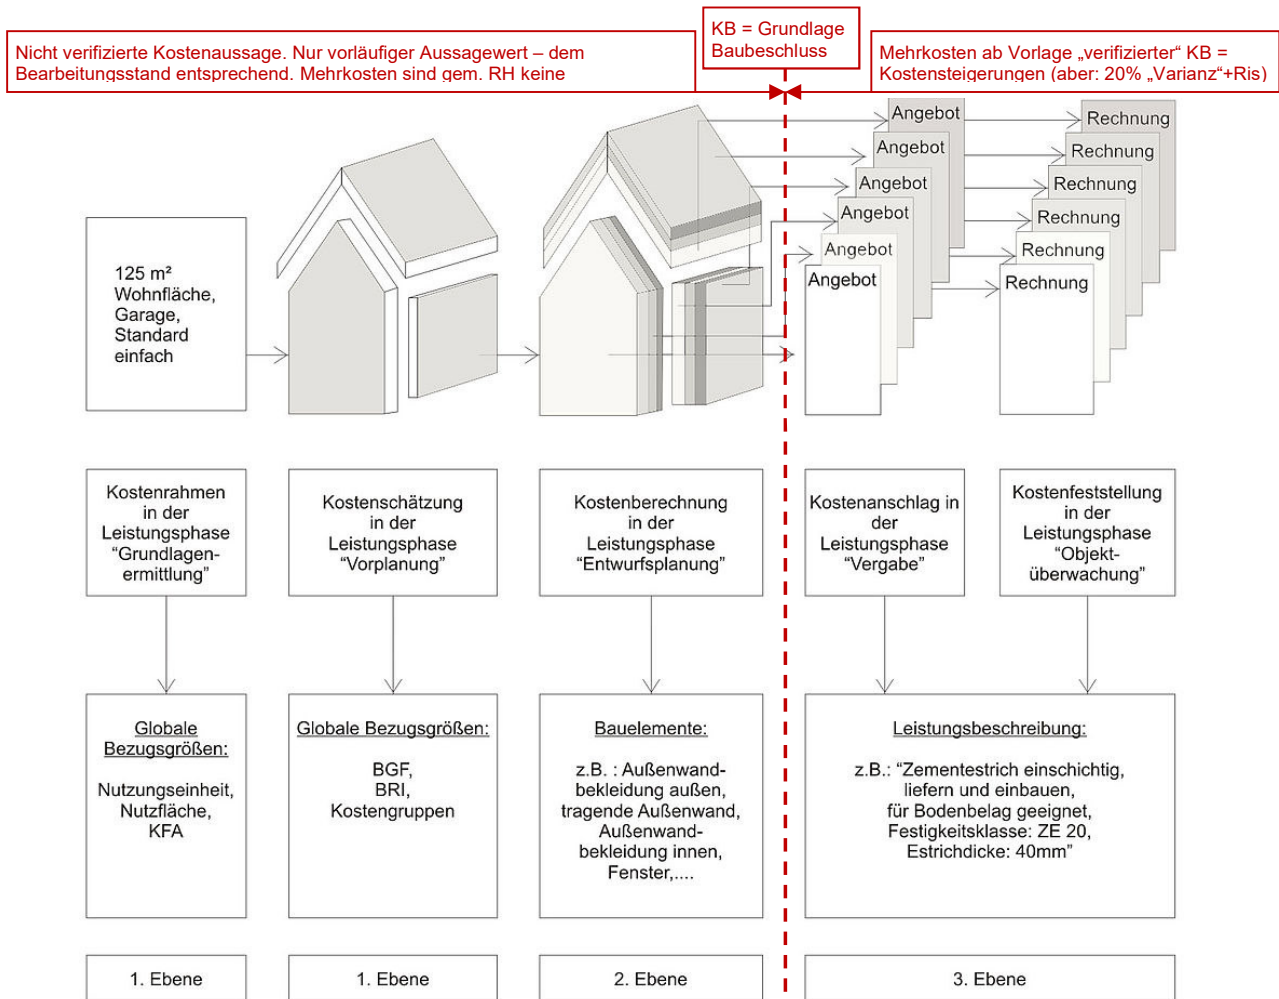 Nicht verifizierte Kostenaussage. Nur vorläufiger Aussagewert – dem
Bearbeitungsstand entsprechend. Mehrkosten sind gem. RH keine
KB = Grundlage
Baubeschluss
Mehrkosten ab Vorlage „verifizierter“ KB =
Kostensteigerungen (aber: 20% „Varianz“+Ris)
125 m²
Wohnfläche,
Garage,
Standard
einfach
Angebot
Angebot
Angebot
Angebot
Angebot
Angebot
Rechnung
Rechnung
Rechnung
Rechnung
Rechnung
Rechnung
Kostenrahmen
in der
Leistungsphase
“Grundlagen-
ermittlung”
Kostenschätzung
in der
Leistungsphase
“Vorplanung”
Kostenberechnung
in der
Leistungsphase
“Entwurfsplanung”
Kostenanschlag in
der
Leistungsphase
“Vergabe”
Kostenfeststellung
in der
Leistungsphase
“Objekt-
überwachung”
Globale
Bezugsgrößen:
Nutzungseinheit,
Nutzfläche,
KFA
Globale Bezugsgrößen:
BGF,
BRI,
Kostengruppen
Bauelemente:
z.B. : Außenwand-
bekleidung außen,
tragende Außenwand,
Außenwand-
bekleidung innen,
Fenster,....
Leistungsbeschreibung:
z.B.: “Zementestrich einschichtig,
liefern und einbauen,
für Bodenbelag geeignet,
Festigkeitsklasse: ZE 20,
Estrichdicke: 40mm”
1. Ebene
1. Ebene
2. Ebene
3. Ebene